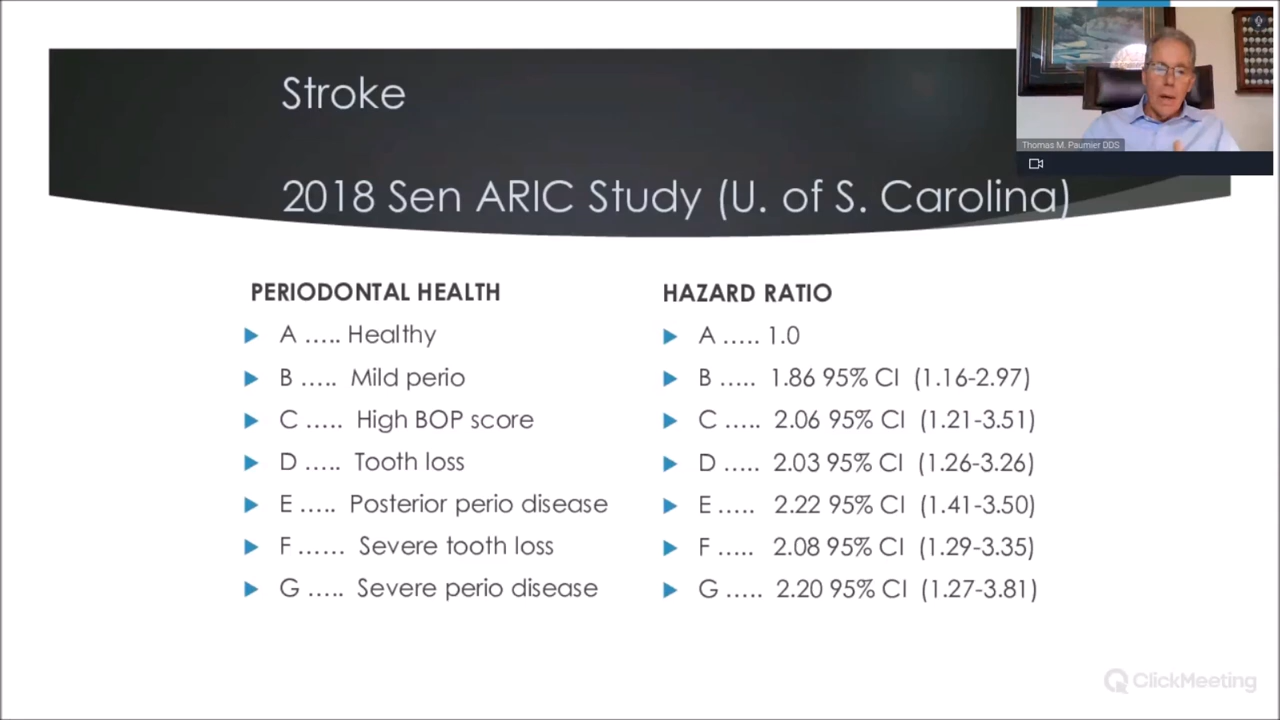 Stroke
2018 Sen ARIC Study (U. of S. Carolina)
Thomas M. Paumier DDS
PERIODONTAL HEALTH
A ..... Healthy
B ..... Mild perio
C ..... High BOP score
D ..... Tooth loss
E ..... Posterior perio disease
F ...... Severe tooth loss
G ..... Severe perio disease
HAZARD RATIO
A ..... 1.0
B ..... 1.86 95% CI (1.16-2.97)
C ..... 2.06 95% CI (1.21-3.51)
D ..... 2.03 95% CI (1.26-3.26)
E ..... 2.22 95% CI (1.41-3.50)
F ..... 2.08 95% CI (1.29-3.35)
G ..... 2.20 95% CI (1.27-3.81)
ClickMeeting